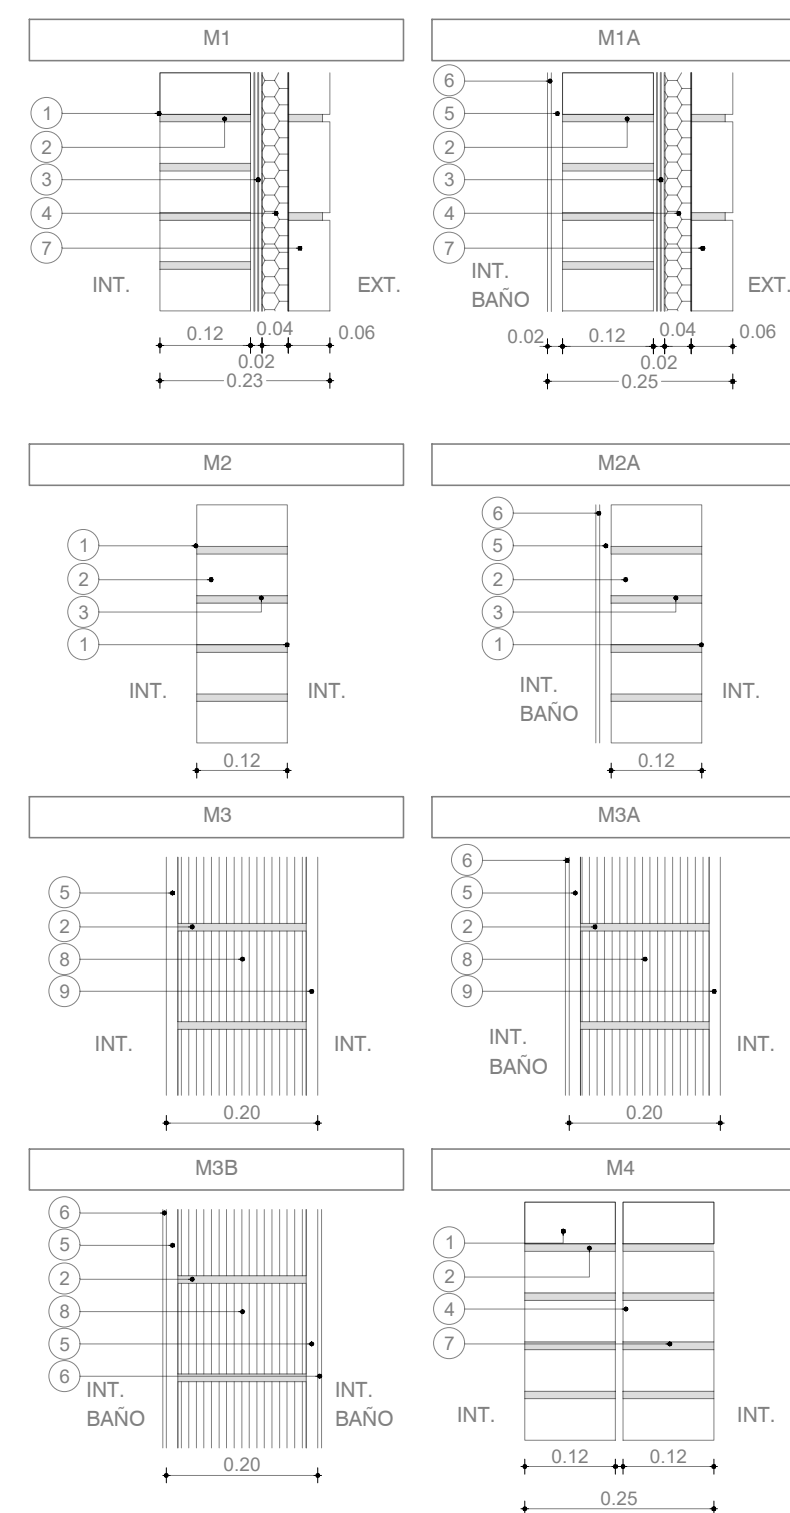 M1
1
2
3
4
7
INT.
EXT.
0.12
0.04
0.06
0.02
0.23
M1A
6
5
2
3
4
7
INT.
BAÑO
EXT.
0.02
0.12
0.04
0.06
0.02
0.25
M2
1
2
3
1
INT.
INT.
0.12
M2A
6
5
2
3
1
INT.
BAÑO
INT.
0.12
M3
5
2
8
9
INT.
INT.
0.20
M3A
6
5
2
8
9
INT.
BAÑO
INT.
0.20
M3B
6
5
2
8
5
6
INT.
BAÑO
INT.
BAÑO
0.20
M4
1
2
4
7
INT.
INT.
0.12
0.12
0.25